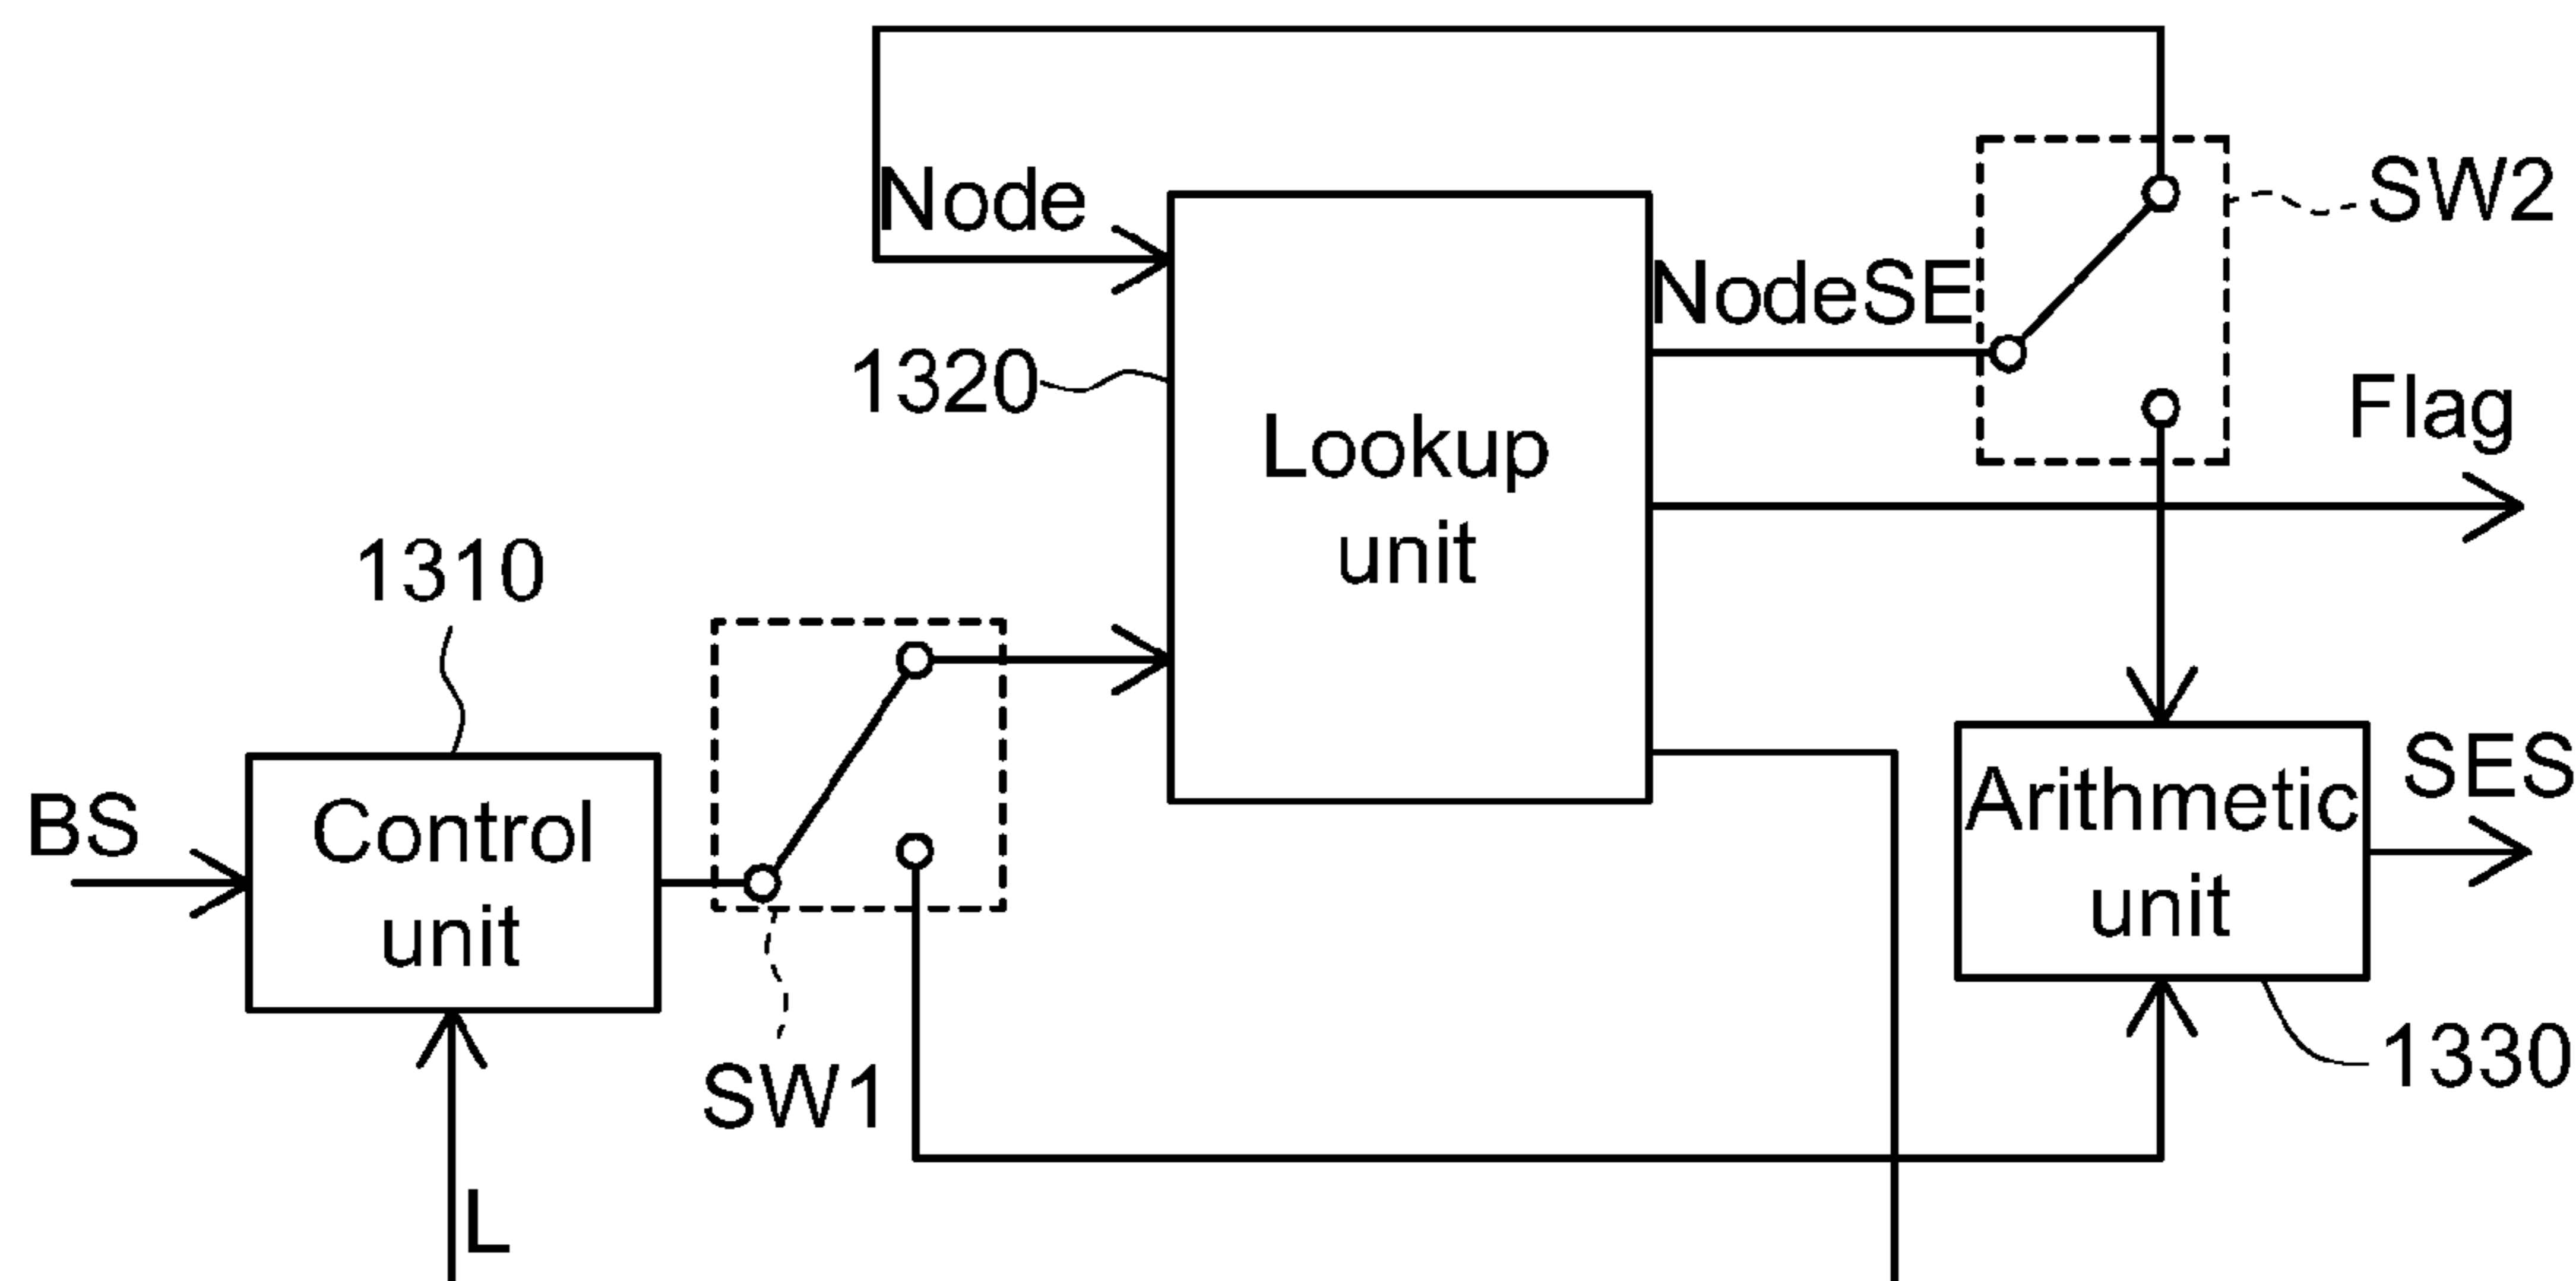 Node
SW2
NodeSE
1320
Flag
Lookup
unit
1310
SES
BS
Control
unit
Arithmetic
unit
SW1
1330
L